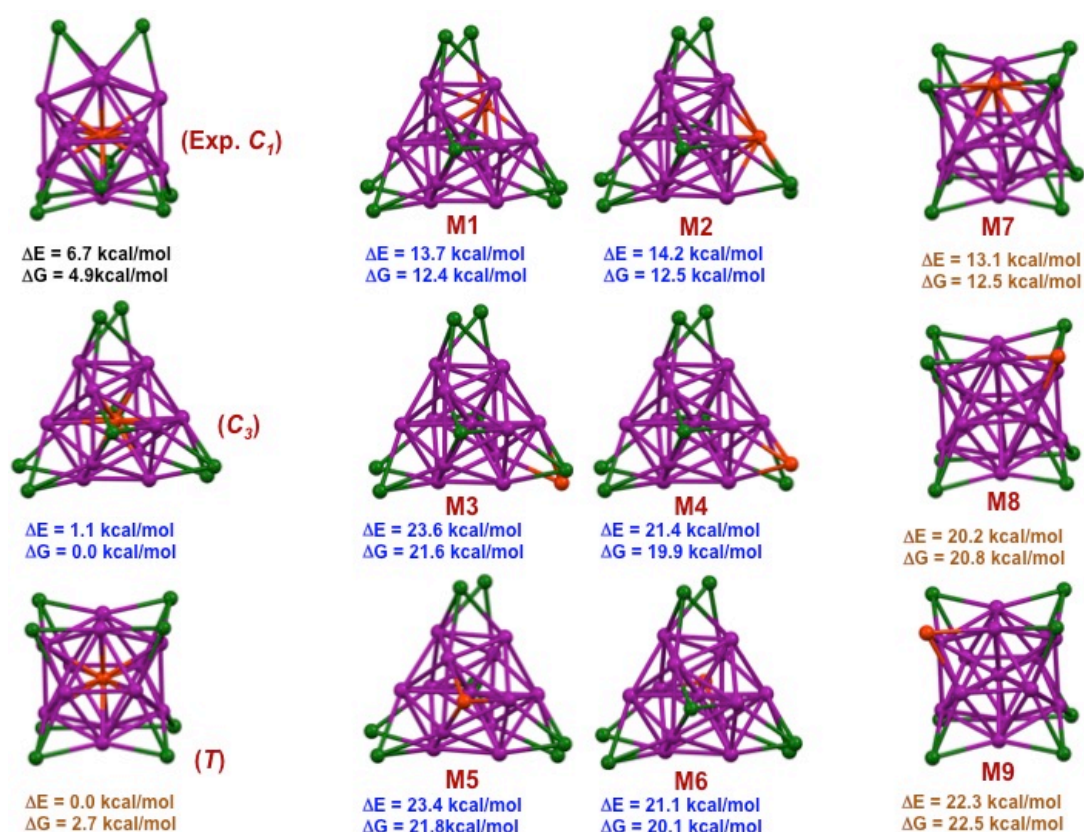 (Exp. C1)
ΔE = 6.7 kcal/mol
ΔG = 4.9kcal/mol
M1
ΔE = 13.7 kcal/mol
ΔG = 12.4 kcal/mol
M2
ΔE = 14.2 kcal/mol
ΔG = 12.5 kcal/mol
M7
ΔE = 13.1 kcal/mol
ΔG = 12.5 kcal/mol
(C3)
ΔE = 1.1 kcal/mol
ΔG = 0.0 kcal/mol
M3
ΔE = 23.6 kcal/mol
ΔG = 21.6 kcal/mol
M4
ΔE = 21.4 kcal/mol
ΔG = 19.9 kcal/mol
M8
ΔE = 20.2 kcal/mol
ΔG = 20.8 kcal/mol
(T)
ΔE = 0.0 kcal/mol
ΔG = 2.7 kcal/mol
M5
ΔE = 23.4 kcal/mol
ΔG = 21.8kcal/mol
M6
ΔE = 21.1 kcal/mol
ΔG = 20.1 kcal/mol
M9
ΔE = 22.3 kcal/mol
ΔG = 22.5 kcal/mol